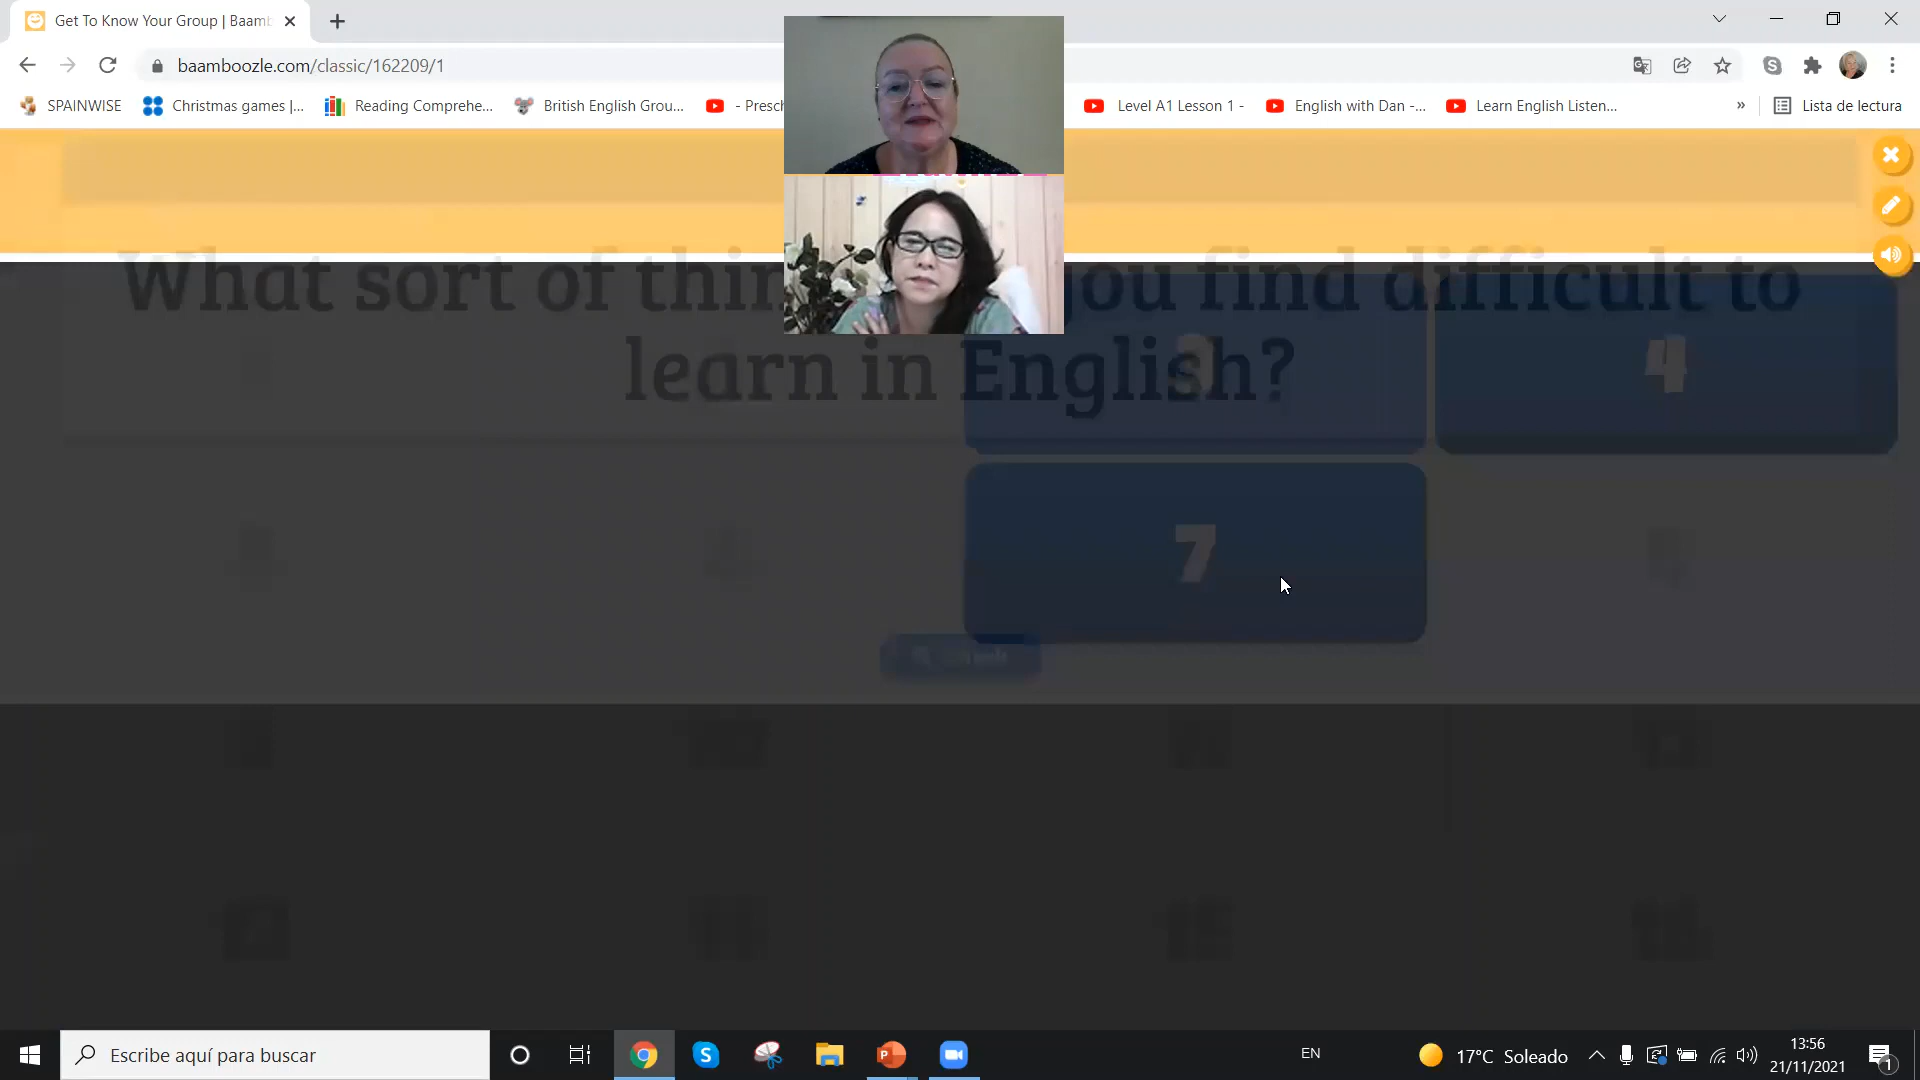 Get To Know Your Group | Baamb
baamboozle.com/classic/162209/1
SPAINWISE
Christmas games |...
Reading Comprehe...
British English Grou...
- Presch
Level A1 Lesson 1 -
English with Dan -...
Learn English Listen...
»
Lista de lectura
What sort of thin ou find difficult to
learn in English?
3
4
7
Escribe aquí para buscar
EN
17°C Soleado
13:56
21/11/2021
1